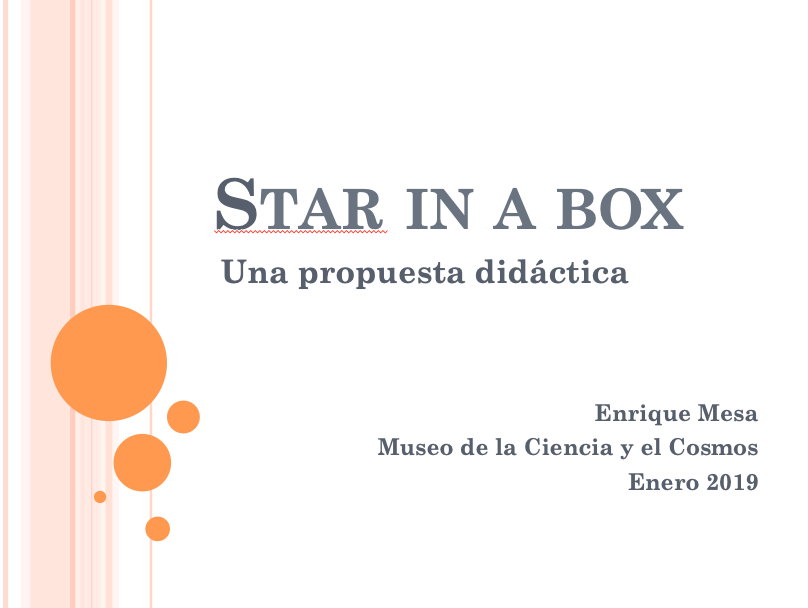 Star in a box
Una propuesta didáctica
Enrique Mesa
Museo de la Ciencia y el Cosmos
Enero 2019